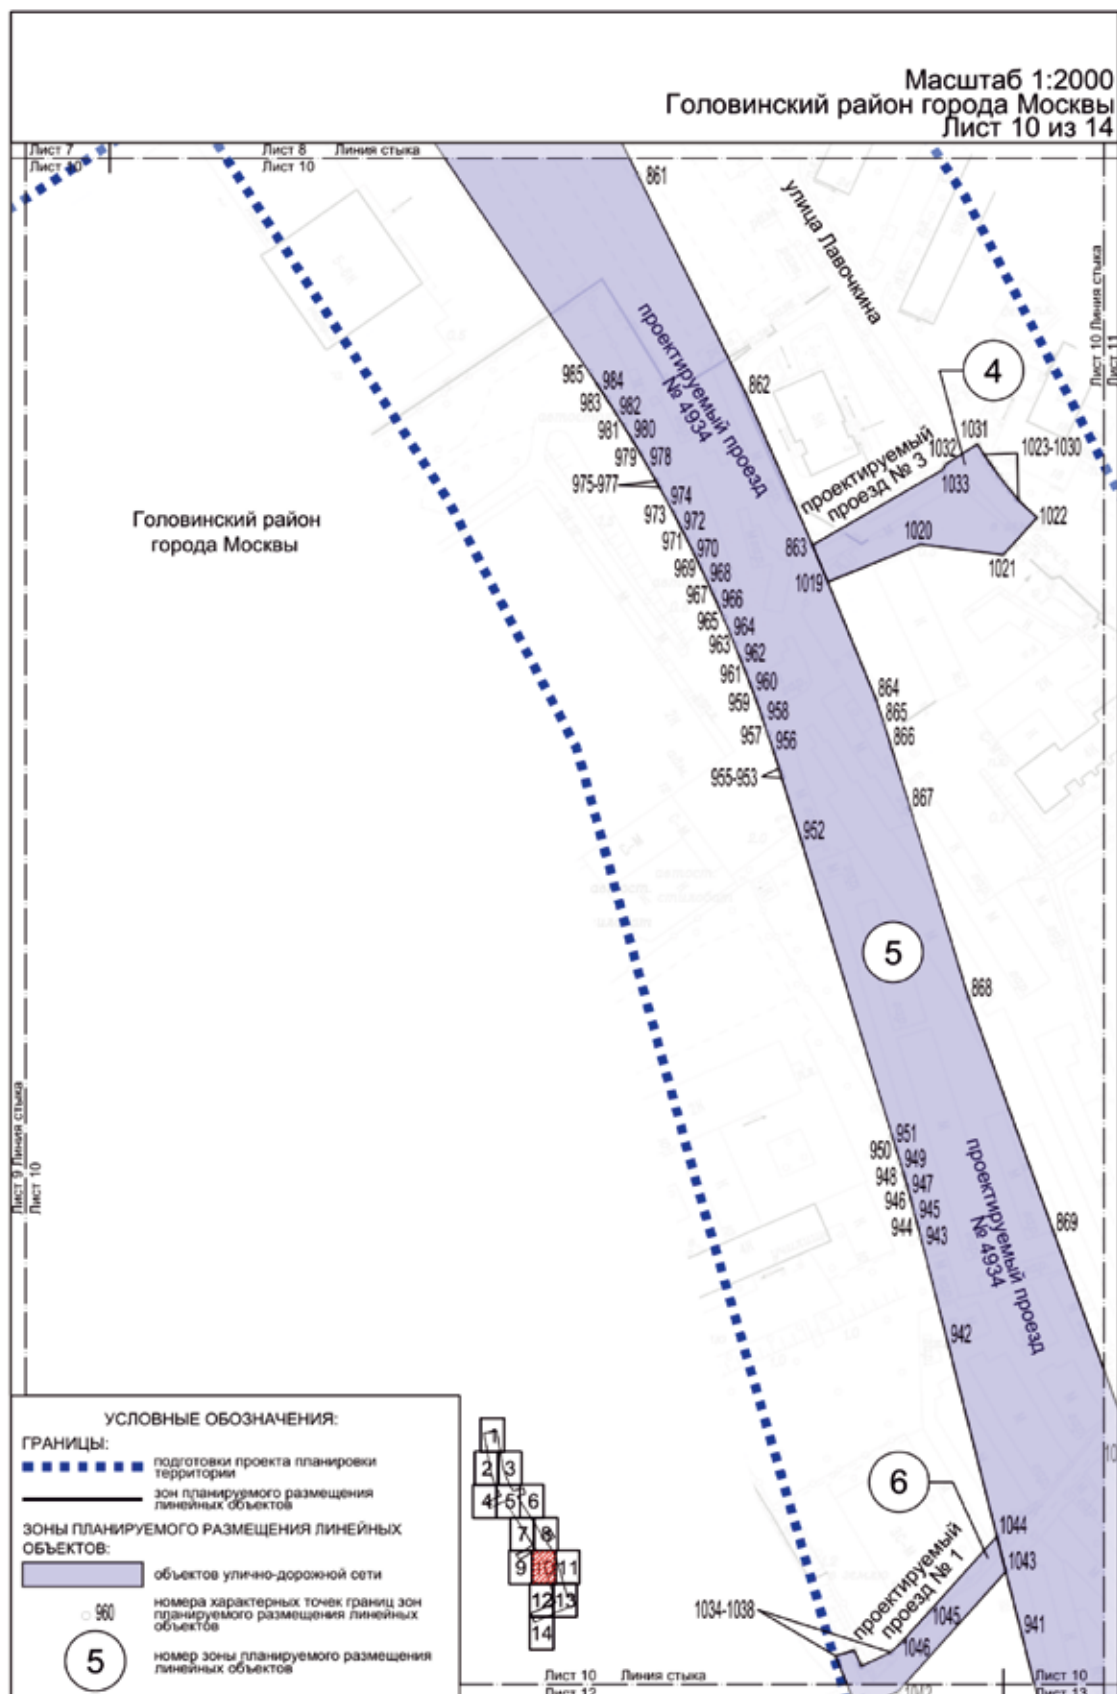 Масштаб 1:2000
Головинский район города Москвы
Лист 10 из 14
Лист 7
Лист 10
Лист 8 Линия стыка
Лист 10
861
улица Лавочкина
Лист 10 Линия стыка
Лист 11
проектируемый проезд
№ 4934
862
4
985
984
983
982
981
980
979
978
975-977
974
973
972
971
970
969
968
967
966
965
964
963
962
961
960
959
958
957
956
955-953
952
проектируемый
проезд № 3
1031
1032
1033
1023-1030
1022
1020
1021
863
1019
Головинский район
города Москвы
864
865
866
867
5
868
Лист 9 Линия стыка
Лист 10
951
950
949
948
947
946
945
944
943
проектируемый проезд
№ 4934
869
942
6
1044
1043
проектируемый
проезд № 1
1034-1038
1045
1046
941
1042
УСЛОВНЫЕ ОБОЗНАЧЕНИЯ:
ГРАНИЦЫ:
подготовки проекта планировки
территории
зон планируемого размещения
линейных объектов
ЗОНЫ ПЛАНИРУЕМОГО РАЗМЕЩЕНИЯ ЛИНЕЙНЫХ
ОБЪЕКТОВ:
объектов улично-дорожной сети
960
номера характерных точек границ зон
планируемого размещения линейных
объектов
5
номер зоны планируемого размещения
линейных объектов
1
2 3
4 5 6
7 8
9 10 11
12 13
14
Лист 10 Линия стыка
Лист 12
Лист 10
Лист 13